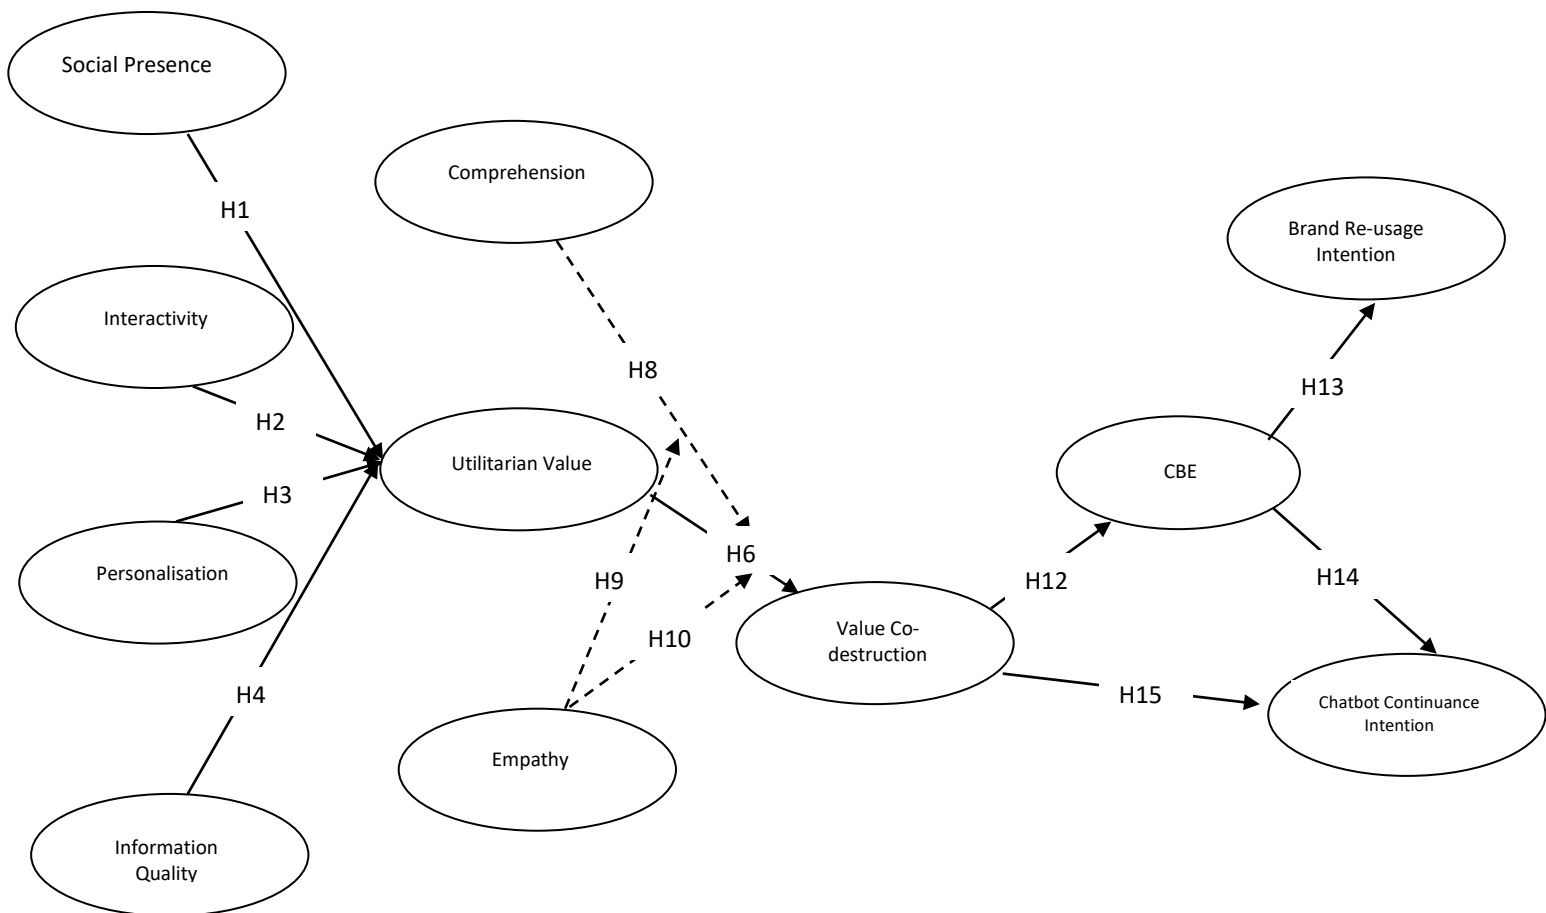 Social Presence
H1
Comprehension
Brand Re-usage
Intention
Interactivity
H8
H13
H2
Utilitarian Value
CBE
H3
Personalisation
H9
H6
H12
H14
H10
Value Co-
destruction
H4
H15
Chatbot Continuance
Intention
Empathy
Information
Quality